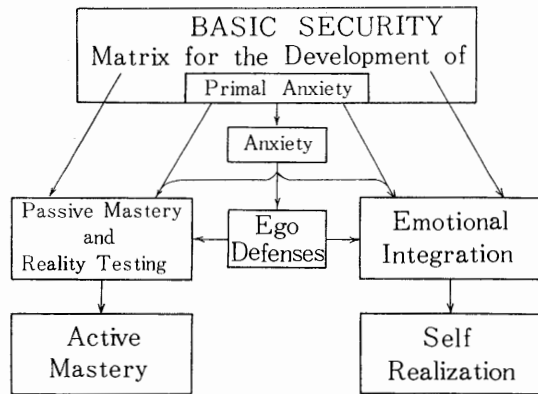 BASIC SECURITY
Matrix for the Development of
Primal Anxiety
Anxiety
Passive Mastery
and
Reality Testing
Ego
Defenses
Emotional
Integration
Active
Mastery
Self
Realization